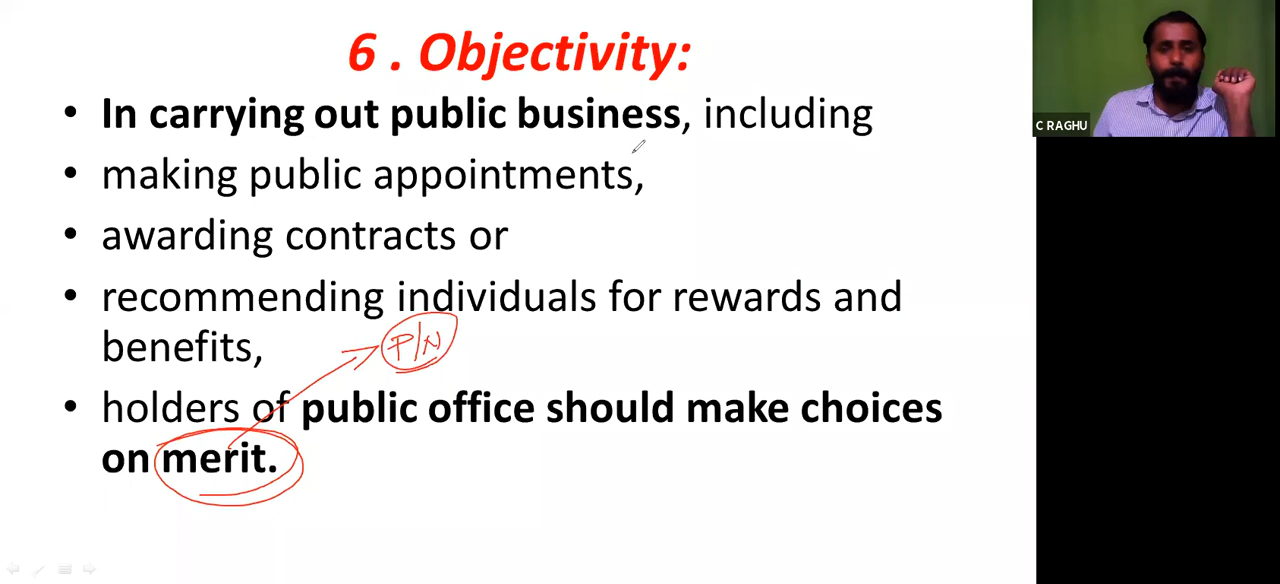 6 . Objectivity:
• In carrying out public business, including
• making public appointments,
• awarding contracts or
• recommending individuals for rewards and
benefits,
P/N
• holders of public office should make choices
on merit.
C RAGHU